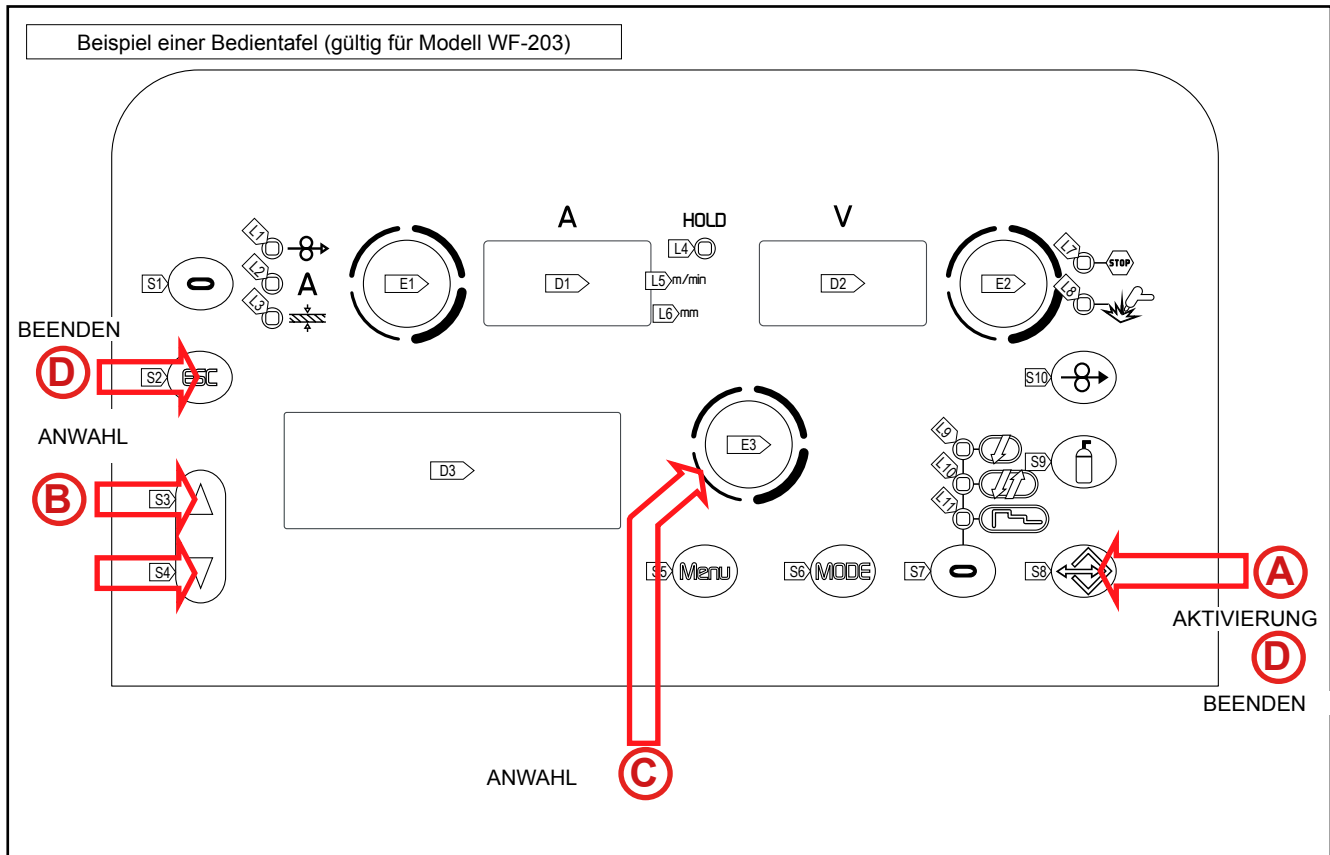 Beispiel einer Bedientafel (gültig für Modell WF-203)
A
HOLD
V
L1
L2
A
L3
S1
E1
D1
L4
L5 m/min
L6 mm
D2
E2
L7
STOP
L8
BEENDEN
D
S2
ESC
S10
ANWAHL
B
S3
S4
D3
E3
L9
L10
L11
S9
S5
Menu
S6
MODE
S7
S8
A
AKTIVIERUNG
D
BEENDEN
ANWAHL
C